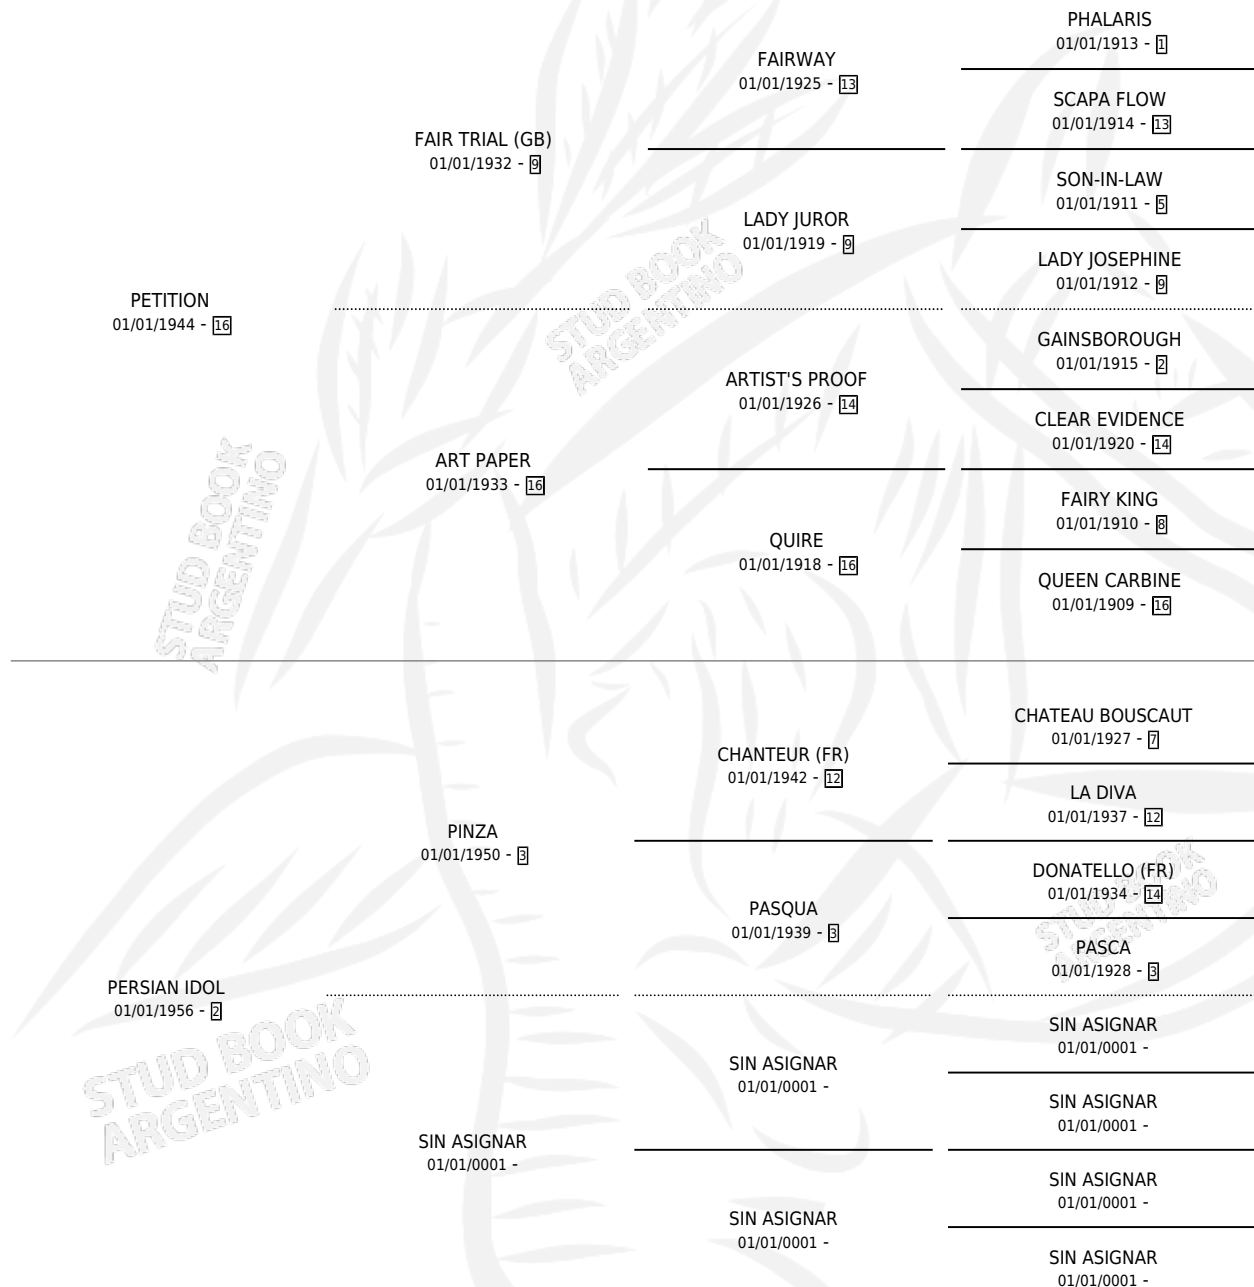 PHALARIS
01/01/1913 - 1
FAIRWAY
01/01/1925 - 13
SCAPA FLOW
01/01/1914 - 13
FAIR TRIAL (GB)
01/01/1932 - 9
SON-IN-LAW
01/01/1911 - 5
LADY JUROR
01/01/1919 - 9
LADY JOSEPHINE
01/01/1912 - 9
PETITION
01/01/1944 - 16
STUD BOOK
ARGENTINO
GAINSBOROUGH
01/01/1915 - 2
ARTIST'S PROOF
01/01/1926 - 14
CLEAR EVIDENCE
01/01/1920 - 14
ART PAPER
01/01/1933 - 16
FAIRY KING
01/01/1910 - 8
QUIRE
01/01/1918 - 16
QUEEN CARBINE
01/01/1909 - 16
STUD BOOK
ARGENTINO
CHATEAU BOUSCAUT
01/01/1927 - 7
CHANTEUR (FR)
01/01/1942 - 12
LA DIVA
01/01/1937 - 12
PINZA
01/01/1950 - 3
DONATELLO (FR)
01/01/1934 - 14
PASQUA
01/01/1939 - 3
STUD BOOK
ARGENTINO
PASCA
01/01/1928 - 3
PERSIAN IDOL
01/01/1956 - 2
SIN ASIGNAR
01/01/0001 -
SIN ASIGNAR
01/01/0001 -
STUD BOOK
ARGENTINO
SIN ASIGNAR
01/01/0001 -
SIN ASIGNAR
01/01/0001 -
SIN ASIGNAR
01/01/0001 -
SIN ASIGNAR
01/01/0001 -
SIN ASIGNAR
01/01/0001 -